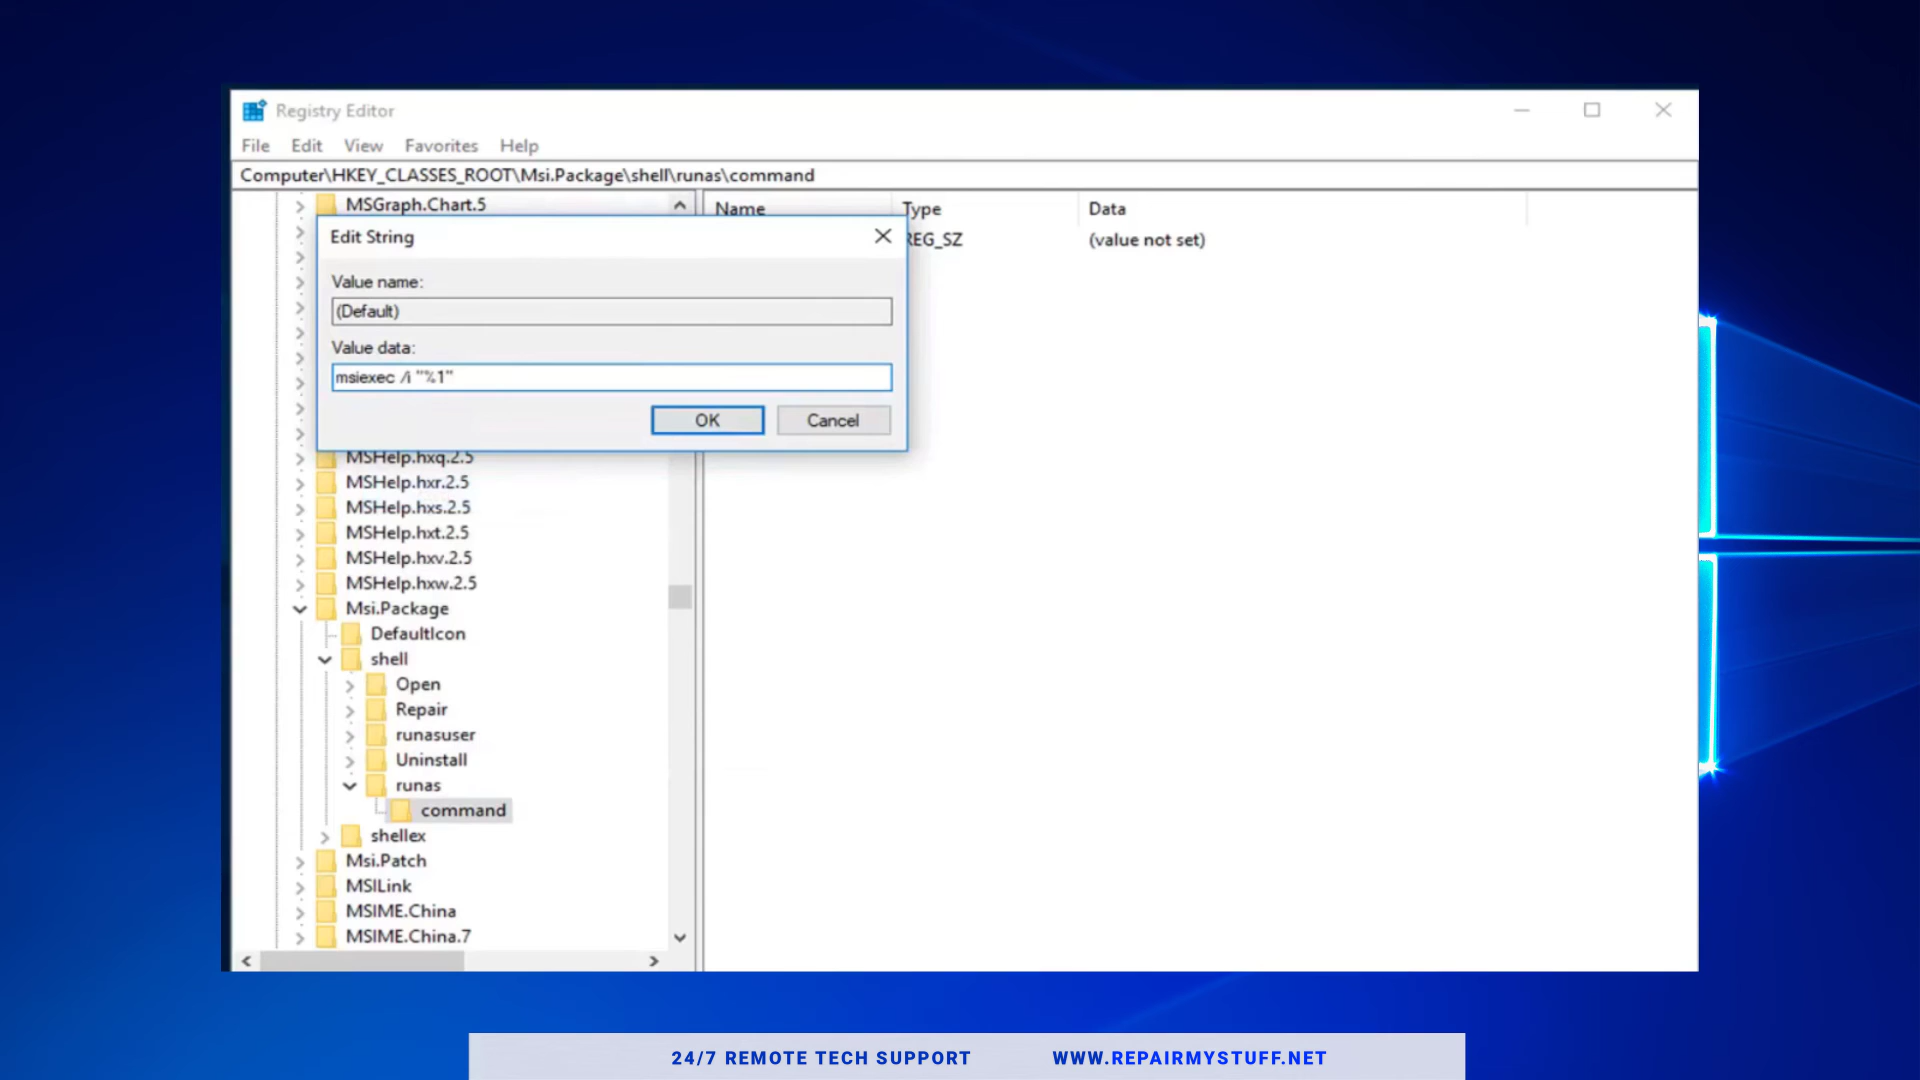 Registry Editor
File Edit View Favorites Help
Computer\HKEY_CLASSES_ROOT\Msi.Package\shell\runas\command
MSGraph.Chart.5
Name Type Data
REG_SZ (value not set)
Edit String
Value name:
(Default)
Value data:
msiexec /i "%1"
OK Cancel
MSHelp.hxq.2.5
MSHelp.hxr.2.5
MSHelp.hxs.2.5
MSHelp.hxt.2.5
MSHelp.hxv.2.5
MSHelp.hxw.2.5
Msi.Package
DefaultIcon
shell
Open
Repair
runasuser
Uninstall
runas
command
shellex
Msi.Patch
MSILink
MSIME.China
MSIME.China.7
24/7 REMOTE TECH SUPPORT WWW.REPAIRMYSTUFF.NET